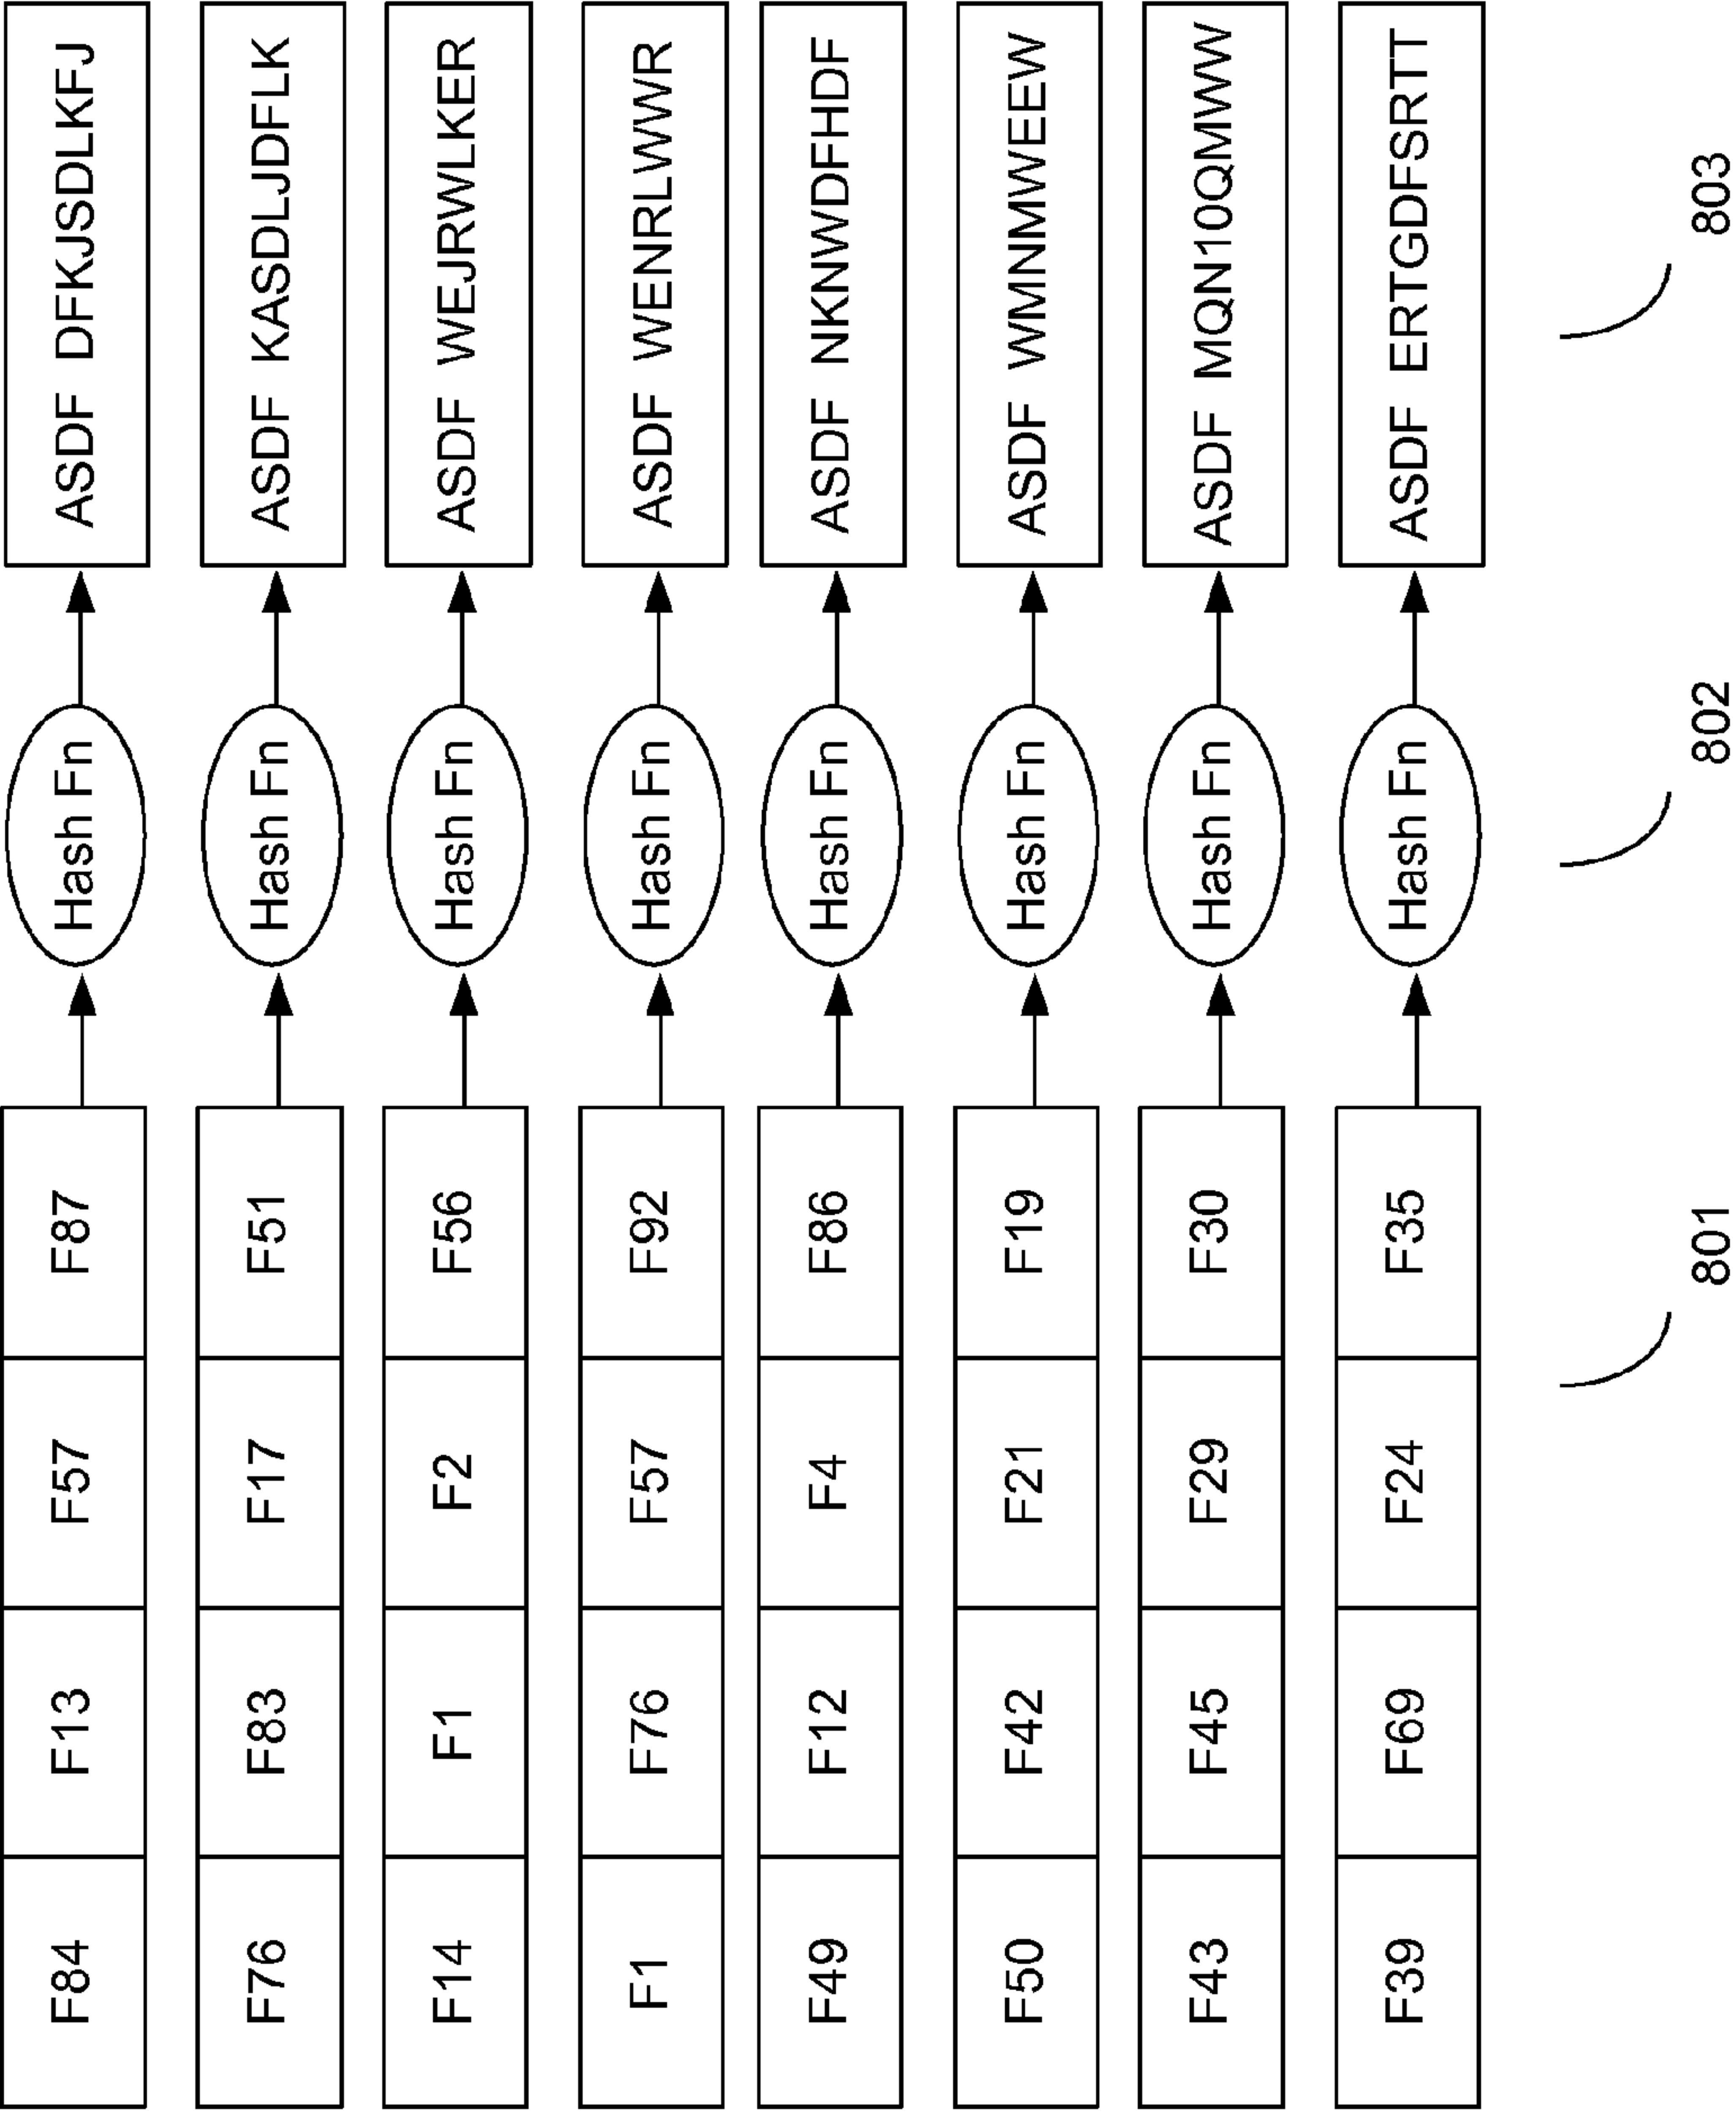 F84 F13 F57 F87 Hash Fn ASDF DFKJSDLKFJ
F76 F83 F17 F51 Hash Fn ASDF KASDLJDFLK
F14 F1 F2 F56 Hash Fn ASDF WEJRWLKER
F1 F76 F57 F92 Hash Fn ASDF WENRLWWR
F49 F12 F4 F86 Hash Fn ASDF NKNWDFHDF
F50 F42 F21 F19 Hash Fn ASDF WMNMWEEW
F43 F45 F29 F30 Hash Fn ASDF MQN10QMWW
F39 F69 F24 F35 Hash Fn ASDF ERTGDFSRTT
801 802 803